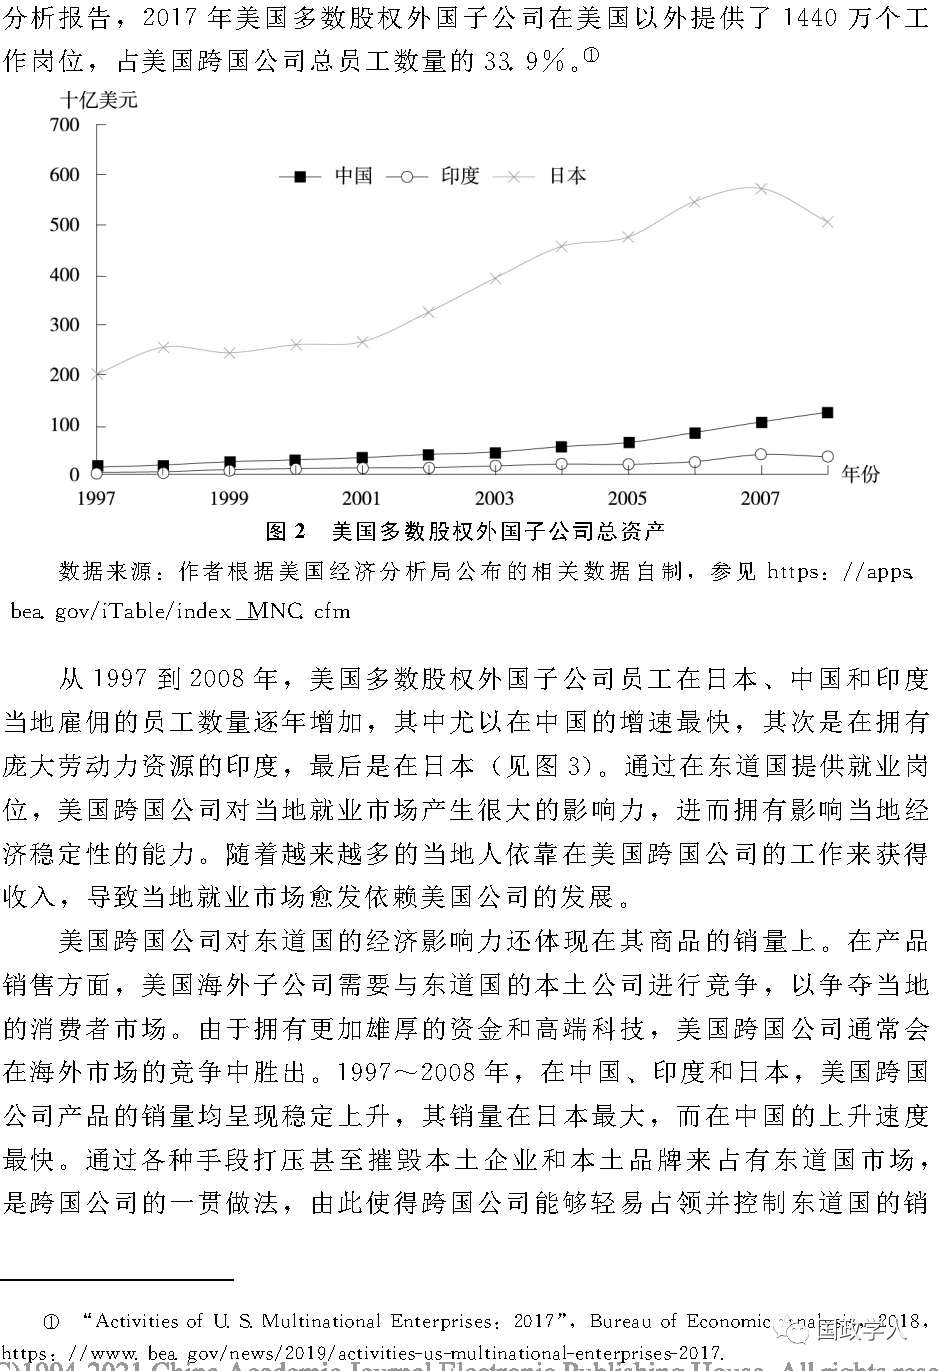 分析报告，2017年美国多数股权外国子公司在美国以外提供了1440万个工
作岗位，占美国跨国公司总员工数量的33.9%。①
十亿美元
700
600
500
400
300
200
100
0
中国 印度 日本
1997 1999 2001 2003 2005 2007 年份
图2 美国多数股权外国子公司总资产
数据来源：作者根据美国经济分析局公布的相关数据自制，参见https：//apps.
bea.gov/iTable/index_MNC.cfm
从1997到2008年，美国多数股权外国子公司员工在日本、中国和印度
当地雇佣的员工数量逐年增加，其中尤以在中国的增速最快，其次是在拥有
庞大劳动力资源的印度，最后是在日本（见图3）。通过在东道国提供就业岗
位，美国跨国公司对当地就业市场产生很大的影响力，进而拥有影响当地经
济稳定性的能力。随着越来越多的当地人依靠在美国跨国公司的工作来获得
收入，导致当地就业市场愈发依赖美国公司的发展。
美国跨国公司对东道国的经济影响力还体现在其商品的销量上。在产品
销售方面，美国海外子公司需要与东道国的本土公司进行竞争，以争夺当地
的消费者市场。由于拥有更加雄厚的资金和高端科技，美国跨国公司通常会
在海外市场的竞争中胜出。1997～2008年，在中国、印度和日本，美国跨国
公司产品的销量均呈现稳定上升，其销量在日本最大，而在中国的上升速度
最快。通过各种手段打压甚至摧毁本土企业和本土品牌来占有东道国市场，
是跨国公司的一贯做法，由此使得跨国公司能够轻易占领并控制东道国的销
① “Activities of U.S. Multinational Enterprises：2017”，Bureau of Economic Analysis，2018，
https：//www.bea.gov/news/2019/activities-us-multinational-enterprises-2017.
国政学人
(C)1994-2021 China Academic Journal Electronic Publishing House. All rights rese